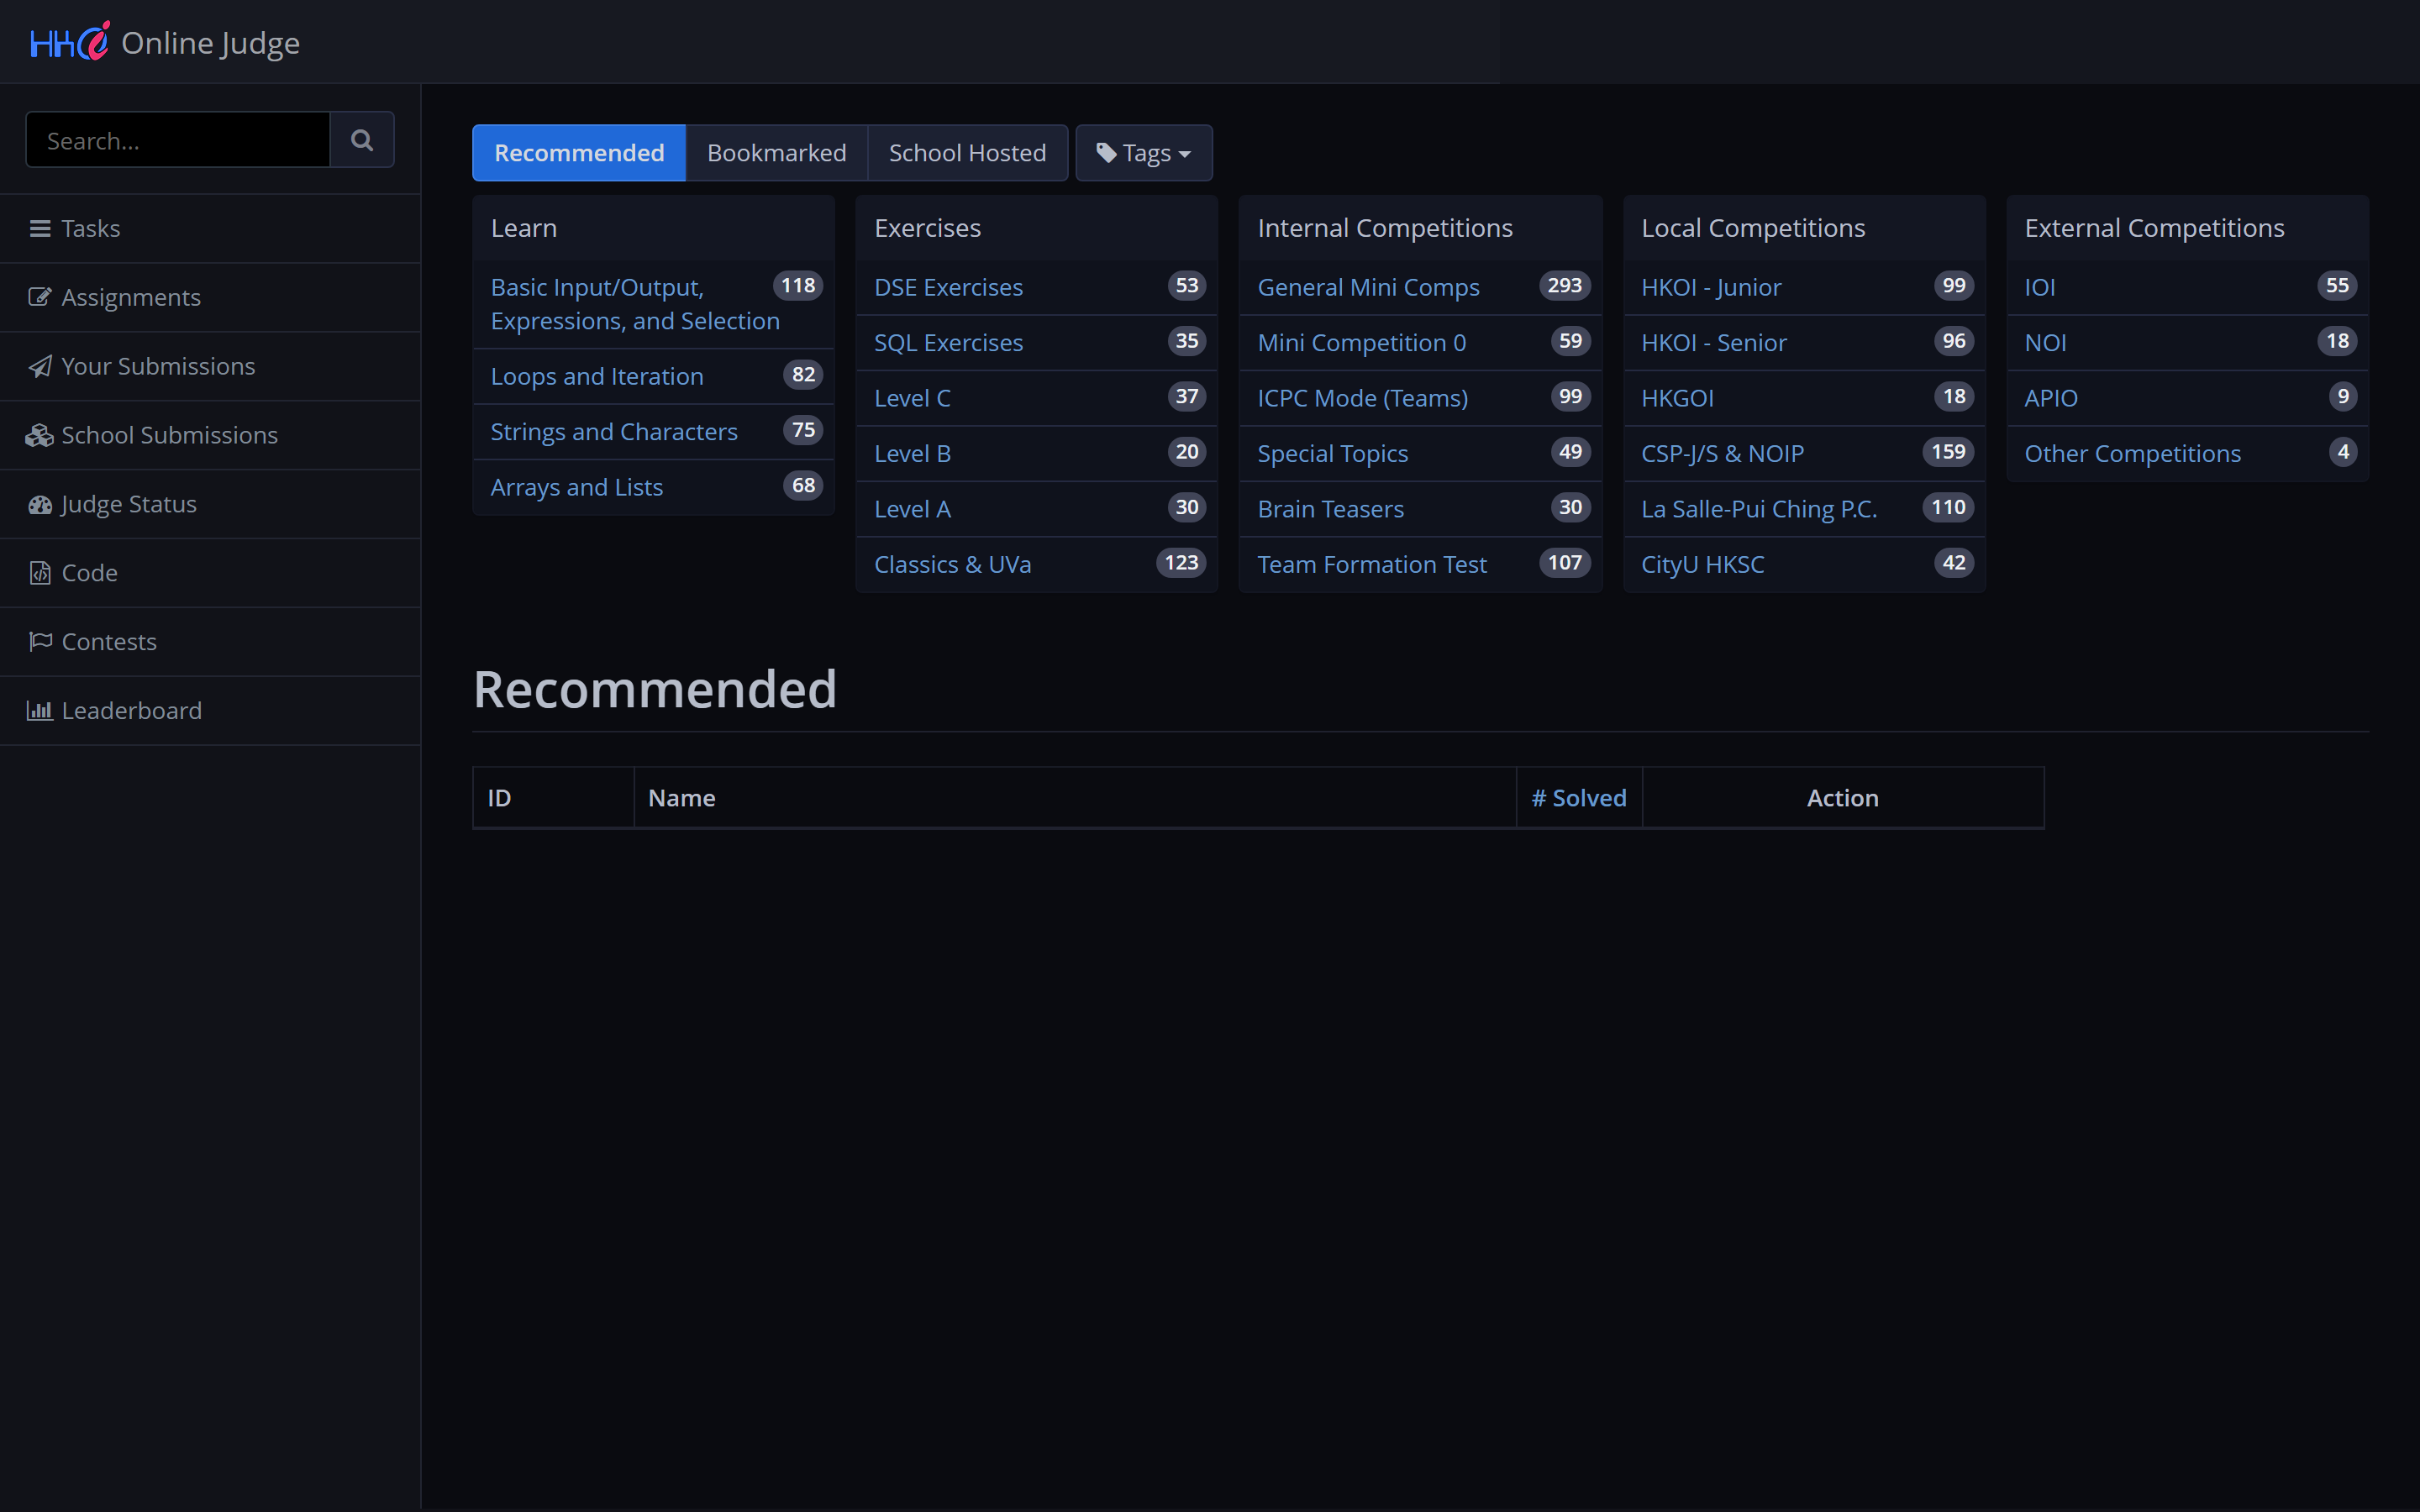 HKOI Online Judge
Search...
Tasks
Assignments
Your Submissions
School Submissions
Judge Status
Code
Contests
Leaderboard
Recommended Bookmarked School Hosted Tags
Learn
Basic Input/Output, 118
Expressions, and Selection
Loops and Iteration 82
Strings and Characters 75
Arrays and Lists 68
Exercises
DSE Exercises 53
SQL Exercises 35
Level C 37
Level B 20
Level A 30
Classics & UVa 123
Internal Competitions
General Mini Comps 293
Mini Competition 0 59
ICPC Mode (Teams) 99
Special Topics 49
Brain Teasers 30
Team Formation Test 107
Local Competitions
HKOI - Junior 99
HKOI - Senior 96
HKGOI 18
CSP-J/S & NOIP 159
La Salle-Pui Ching P.C. 110
CityU HKSC 42
External Competitions
IOI 55
NOI 18
APIO 9
Other Competitions 4
Recommended
ID Name # Solved Action